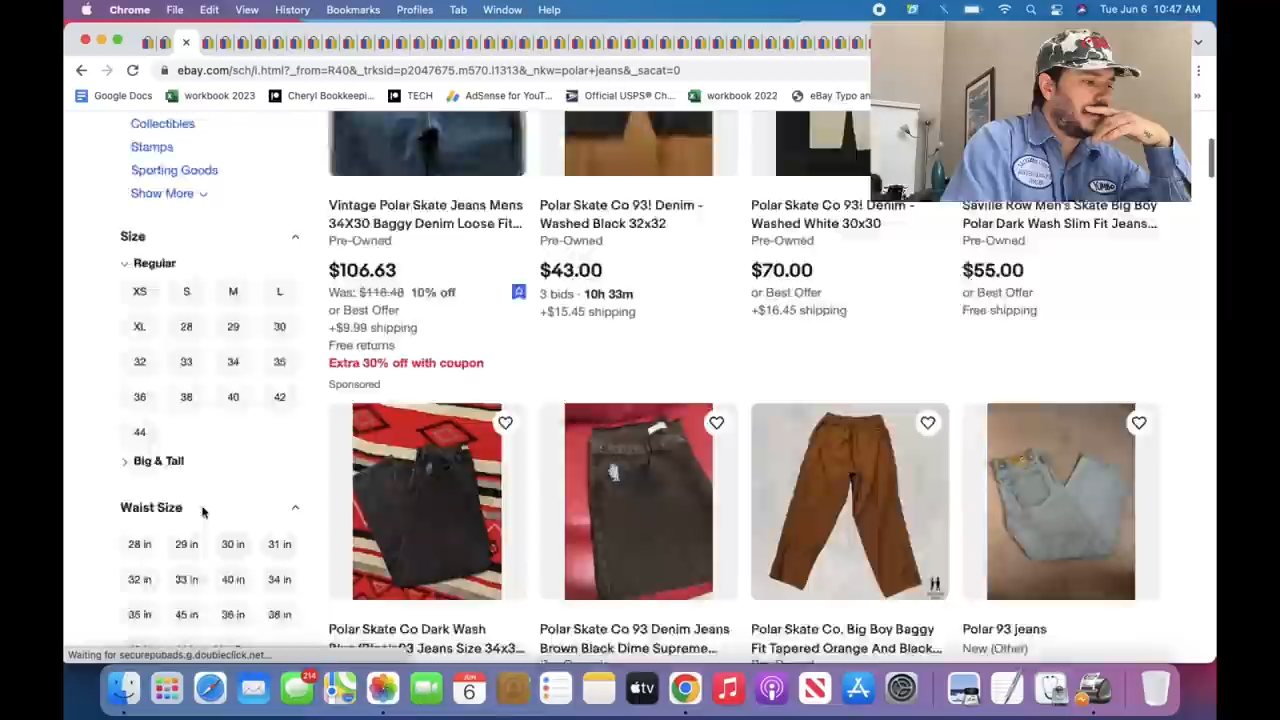 Chrome File Edit View History Bookmarks Profiles Tab Window Help Tue Jun 6 10:47 AM
ebay.com/sch/i.html?_from=R40&_trksid=p2047675.m570.l1313&_nkw=polar+jeans&_sacat=0
Google Docs workbook 2023 Cheryl Bookkeepi... TECH AdSense for YouT... Official USPS® Ch... workbook 2022 eBay Typo an »
Collectibles
Stamps
Sporting Goods
Show More
Size
Regular
XS S M L
XL 28 29 30
32 33 34 35
36 38 40 42
44
Big & Tall
Waist Size
28 in 29 in 30 in 31 in
32 in 33 in 40 in 34 in
35 in 45 in 36 in 38 in
Vintage Polar Skate Jeans Mens
34X30 Baggy Denim Loose Fit...
Pre-Owned
$106.63
Was: $118.48 10% off
or Best Offer
+$9.99 shipping
Free returns
Extra 30% off with coupon
Sponsored
Polar Skate Co 93! Denim -
Washed Black 32x32
Pre-Owned
$43.00
3 bids · 10h 33m
+$15.45 shipping
Polar Skate Co 93! Denim -
Washed White 30x30
Pre-Owned
$70.00
or Best Offer
+$16.45 shipping
Saville Row Men's Skate Big Boy
Polar Dark Wash Slim Fit Jeans...
Pre-Owned
$55.00
or Best Offer
Free shipping
Polar Skate Co Dark Wash
93 Jeans Size 34x3...
Polar Skate Co 93 Denim Jeans
Brown Black Dime Supreme...
Polar Skate Co. Big Boy Baggy
Fit Tapered Orange And Black...
Polar 93 jeans
New (Other)
Waiting for securepubads.g.doubleclick.net...
214
JUN
6
tv